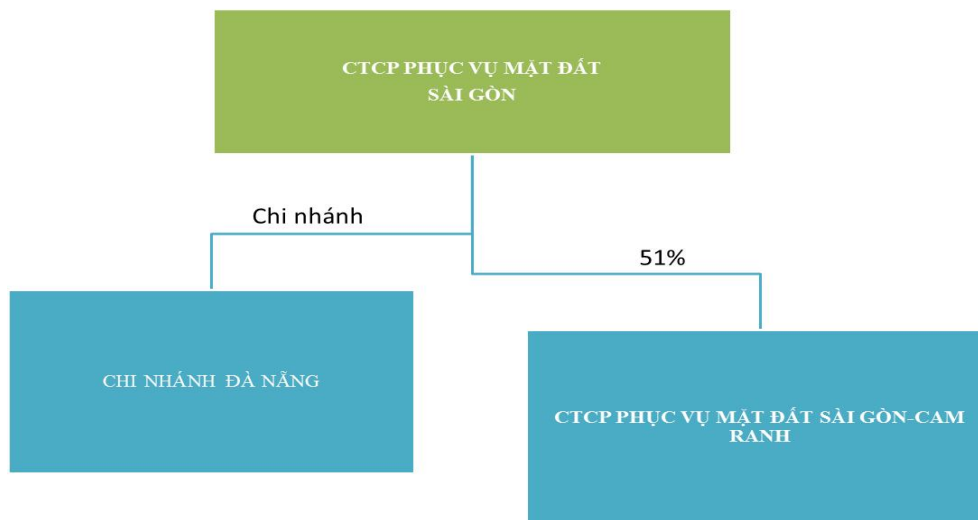 CTCP PHỤC VỤ MẶT ĐẤT
SÀI GÒN
Chi nhánh
51%
CHI NHÁNH ĐÀ NẴNG
CTCP PHỤC VỤ MẶT ĐẤT SÀI GÒN-CAM
RANH